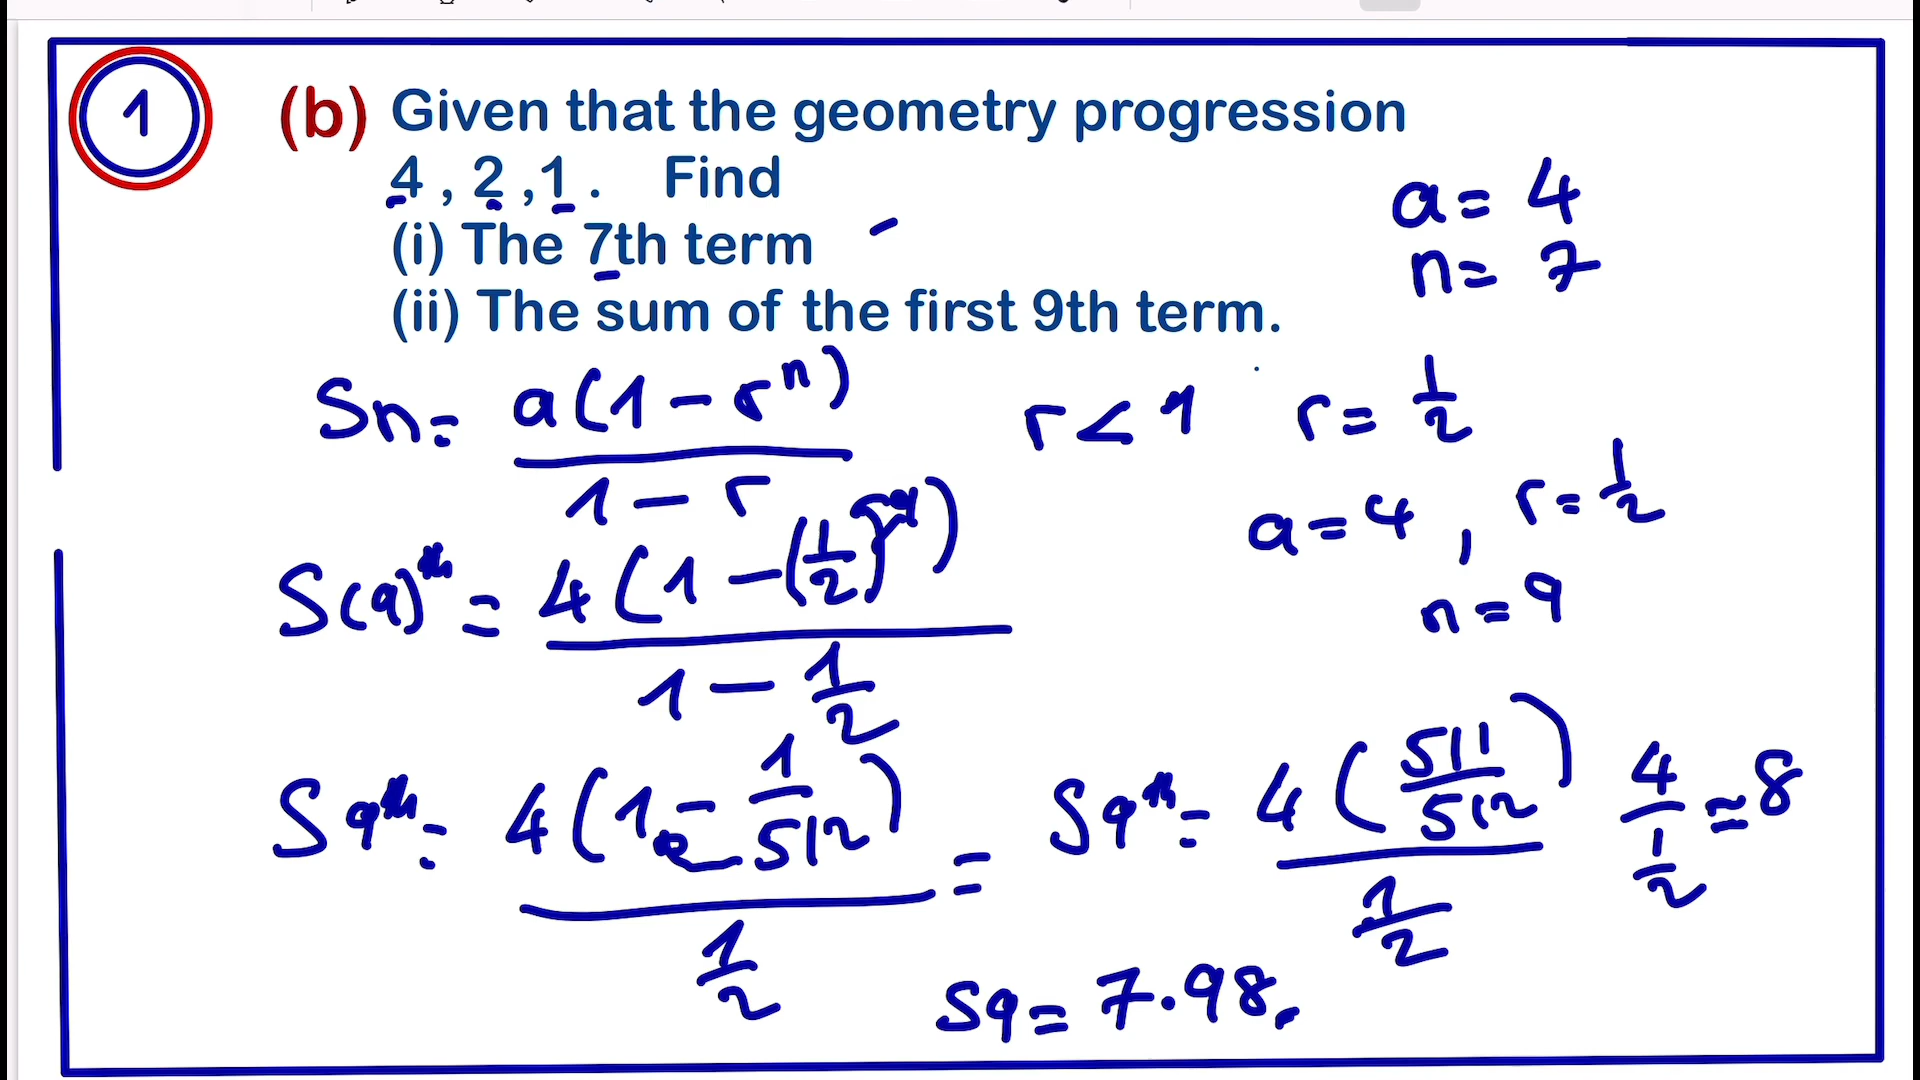 1
(b) Given that the geometry progression
4 , 2 ,1 . Find
(i) The 7th term
(ii) The sum of the first 9th term.
a = 4
n = 7
Sn = a(1 - rⁿ) / 1 - r
r < 1 r = 1/2
a = 4 , r = 1/2
n = 9
S(9)th = 4(1 - (1/2)⁹) / 1 - 1/2
S9th = 4(1 - 1/512) / 1/2 = S9th = 4(511/512) / 1/2
4 / 1/2 = 8
S9 = 7.98.